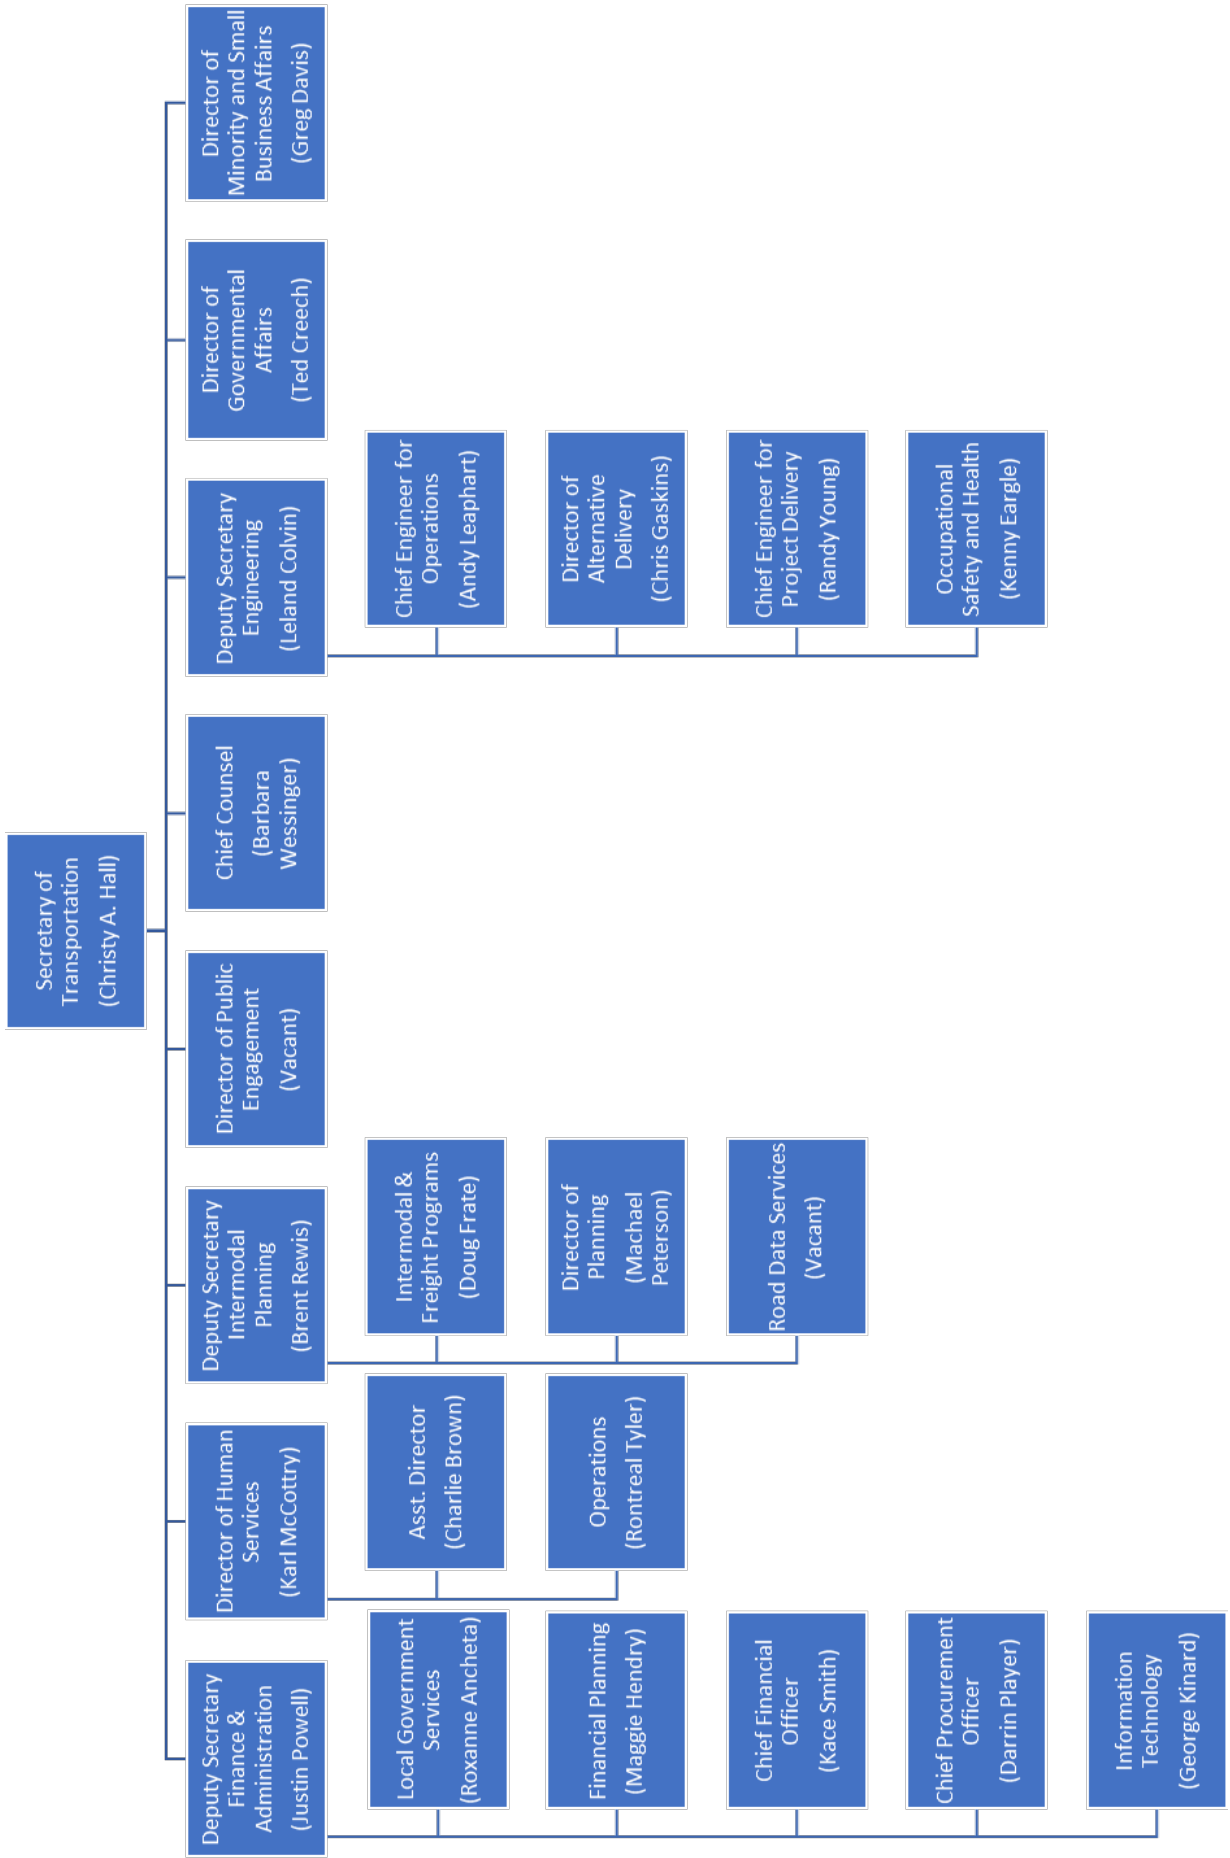 Secretary of
Transportation
(Christy A. Hall)
Deputy Secretary
Finance &
Administration
(Justin Powell)
Local Government
Services
(Roxanne Ancheta)
Financial Planning
(Maggie Hendry)
Chief Financial
Officer
(Kace Smith)
Chief Procurement
Officer
(Darrin Player)
Information
Technology
(George Kinard)
Director of Human
Services
(Karl McCottry)
Asst. Director
(Charlie Brown)
Operations
(Rontreal Tyler)
Deputy Secretary
Intermodal
Planning
(Brent Rewis)
Intermodal &
Freight Programs
(Doug Frate)
Director of
Planning
(Machael
Peterson)
Road Data Services
(Vacant)
Director of Public
Engagement
(Vacant)
Chief Counsel
(Barbara
Wessinger)
Deputy Secretary
Engineering
(Leland Colvin)
Chief Engineer for
Operations
(Andy Leaphart)
Director of
Alternative
Delivery
(Chris Gaskins)
Chief Engineer for
Project Delivery
(Randy Young)
Occupational
Safety and Health
(Kenny Eargle)
Director of
Governmental
Affairs
(Ted Creech)
Director of
Minority and Small
Business Affairs
(Greg Davis)